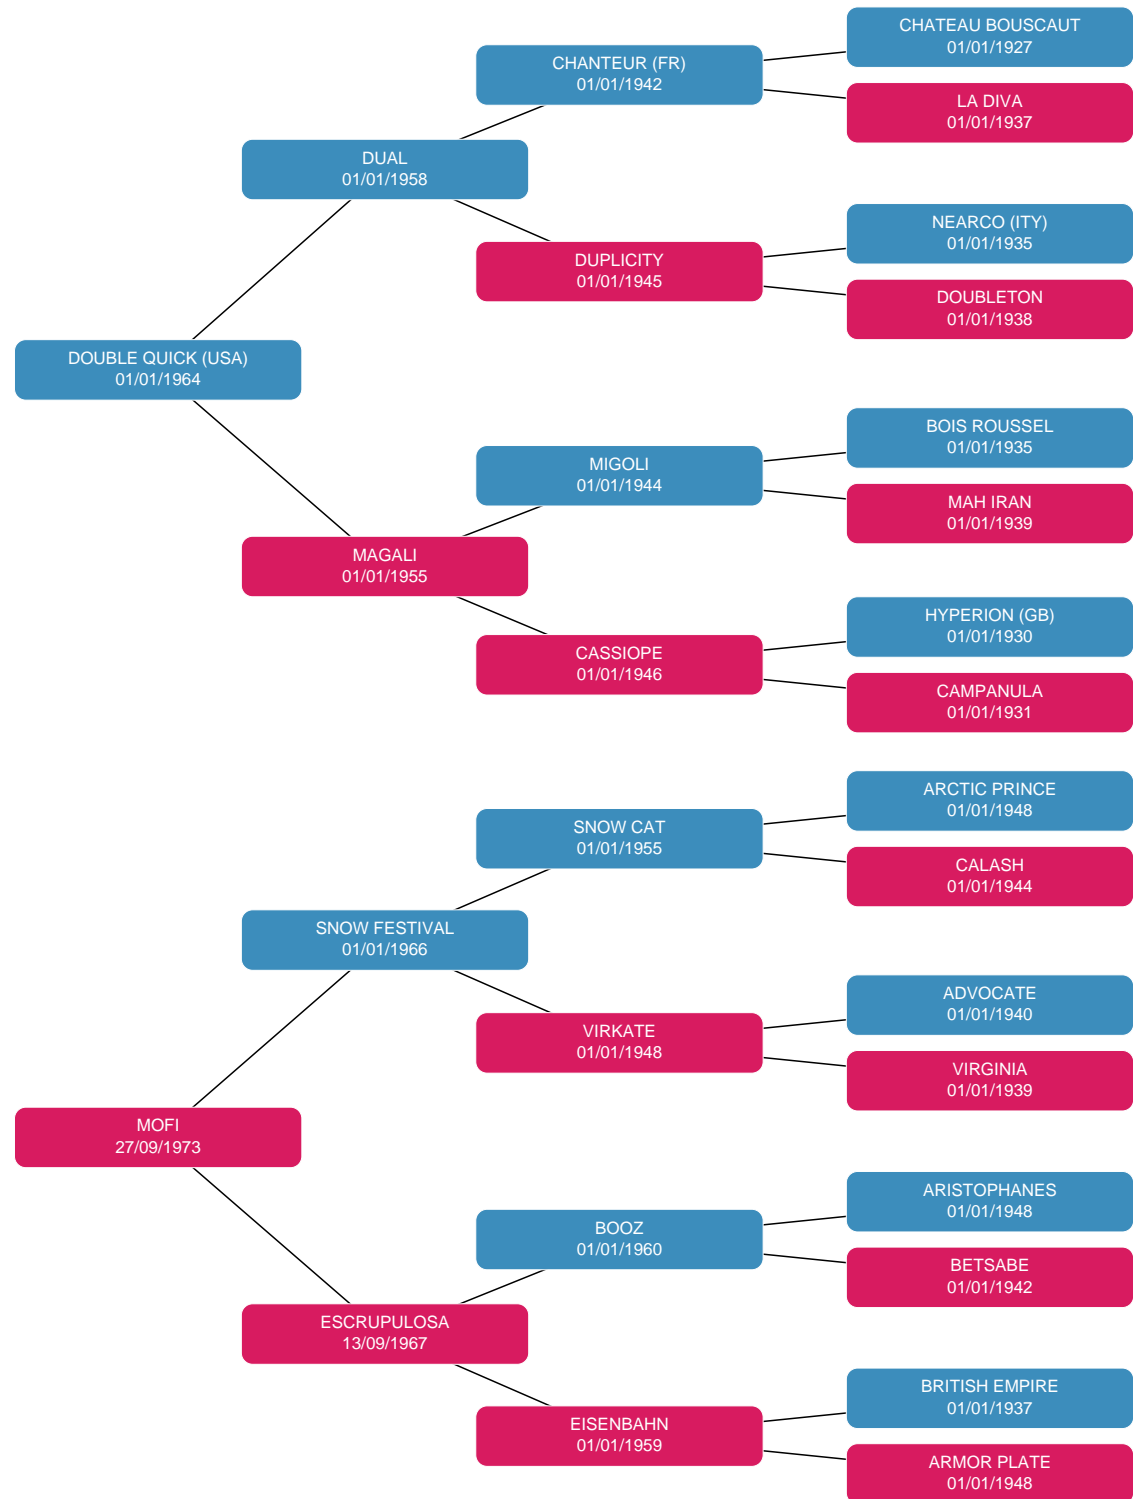 CHATEAU BOUSCAUT
01/01/1927
CHANTEUR (FR)
01/01/1942
LA DIVA
01/01/1937
DUAL
01/01/1958
NEARCO (ITY)
01/01/1935
DUPLICITY
01/01/1945
DOUBLETON
01/01/1938
DOUBLE QUICK (USA)
01/01/1964
BOIS ROUSSEL
01/01/1935
MIGOLI
01/01/1944
MAH IRAN
01/01/1939
MAGALI
01/01/1955
HYPERION (GB)
01/01/1930
CASSIOPE
01/01/1946
CAMPANULA
01/01/1931
ARCTIC PRINCE
01/01/1948
SNOW CAT
01/01/1955
CALASH
01/01/1944
SNOW FESTIVAL
01/01/1966
ADVOCATE
01/01/1940
VIRKATE
01/01/1948
VIRGINIA
01/01/1939
MOFI
27/09/1973
ARISTOPHANES
01/01/1948
BOOZ
01/01/1960
BETSABE
01/01/1942
ESCRUPULOSA
13/09/1967
BRITISH EMPIRE
01/01/1937
EISENBAHN
01/01/1959
ARMOR PLATE
01/01/1948